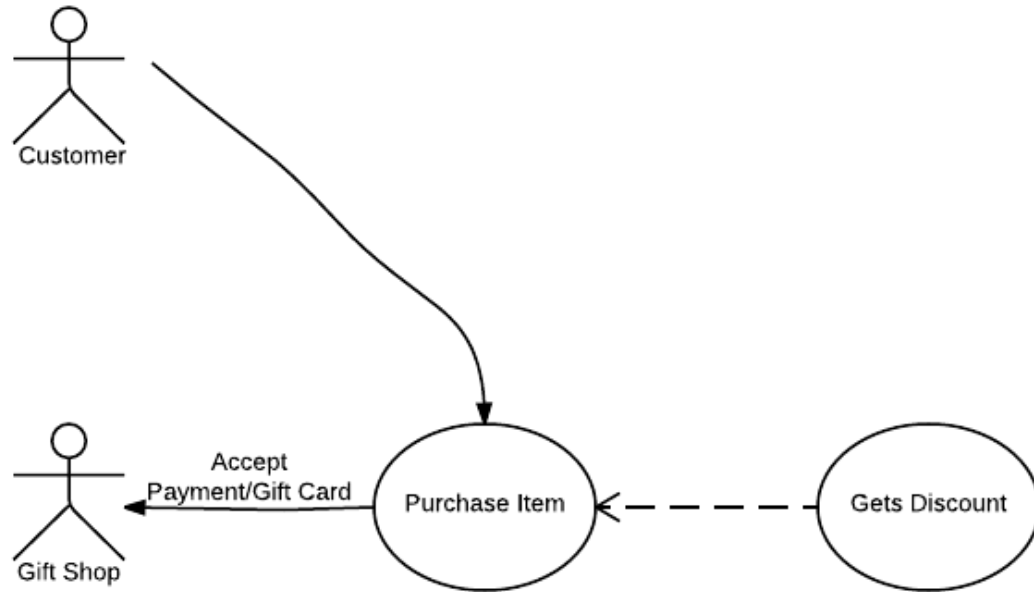 Customer
Accept
Payment/Gift Card
Purchase Item
Gets Discount
Gift Shop